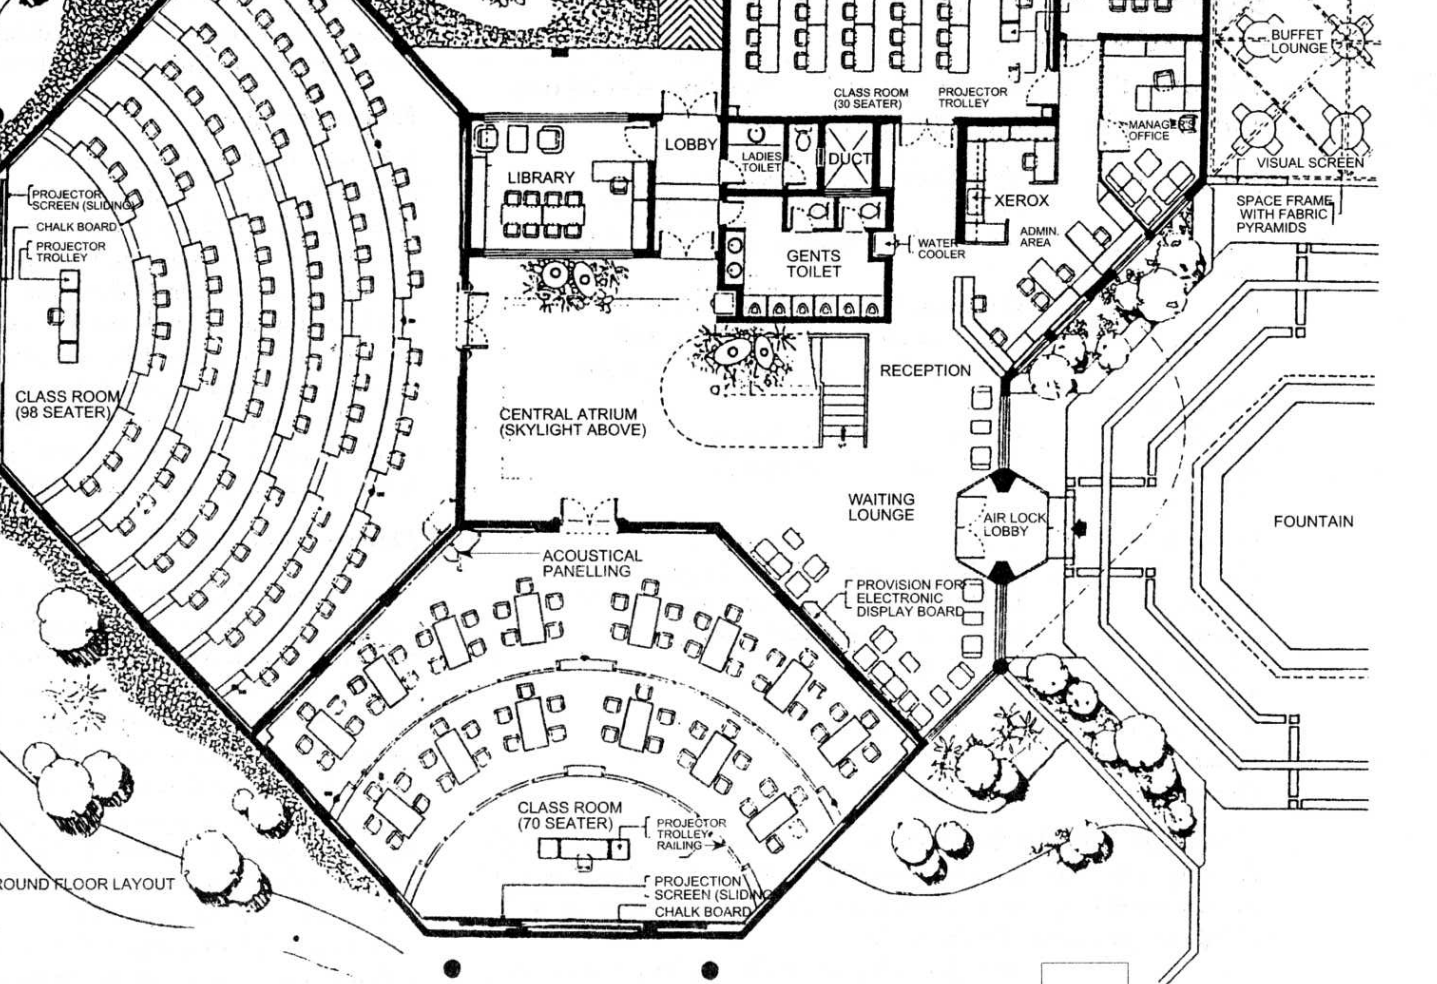 BUFFET
LOUNGE
CLASS ROOM
(30 SEATER)
PROJECTOR
TROLLEY
MANAGER'S
OFFICE
LOBBY
LADIES
TOILET
DUCT
VISUAL SCREEN
LIBRARY
PROJECTOR
SCREEN (SLIDING)
CHALK BOARD
PROJECTOR
TROLLEY
XEROX
SPACE FRAME
WITH FABRIC
PYRAMIDS
ADMIN.
AREA
WATER
COOLER
GENTS
TOILET
RECEPTION
CLASS ROOM
(98 SEATER)
CENTRAL ATRIUM
(SKYLIGHT ABOVE)
WAITING
LOUNGE
AIR LOCK
LOBBY
FOUNTAIN
ACOUSTICAL
PANELLING
PROVISION FOR
ELECTRONIC
DISPLAY BOARD
CLASS ROOM
(70 SEATER)
PROJECTOR
TROLLEY
RAILING
PROJECTION
SCREEN (SLIDING
CHALK BOARD
ROUND FLOOR LAYOUT